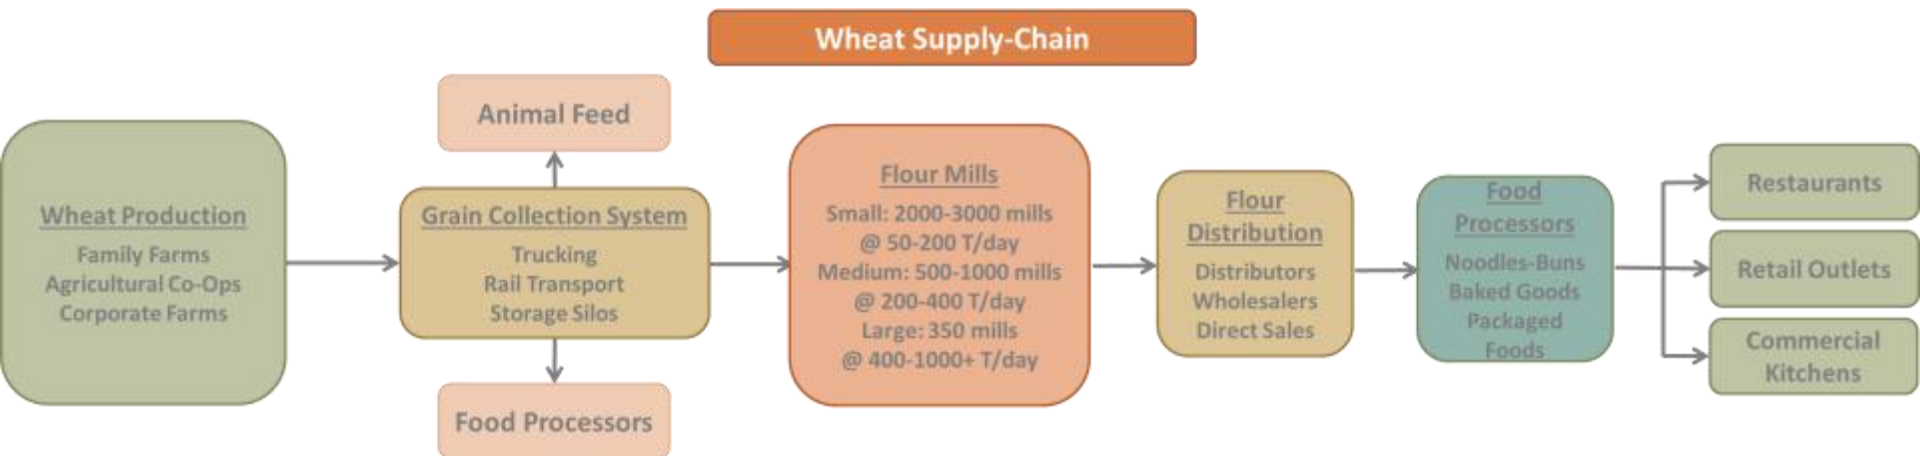 Wheat Supply-Chain
Wheat Production
Family Farms
Agricultural Co-Ops
Corporate Farms
Animal Feed
Grain Collection System
Trucking
Rail Transport
Storage Silos
Food Processors
Flour Mills
Small: 2000-3000 mills
@ 50-200 T/day
Medium: 500-1000 mills
@ 200-400 T/day
Large: 350 mills
@ 400-1000+ T/day
Flour
Distribution
Distributors
Wholesalers
Direct Sales
Food
Processors
Noodles-Buns
Baked Goods
Packaged
Foods
Restaurants
Retail Outlets
Commercial
Kitchens